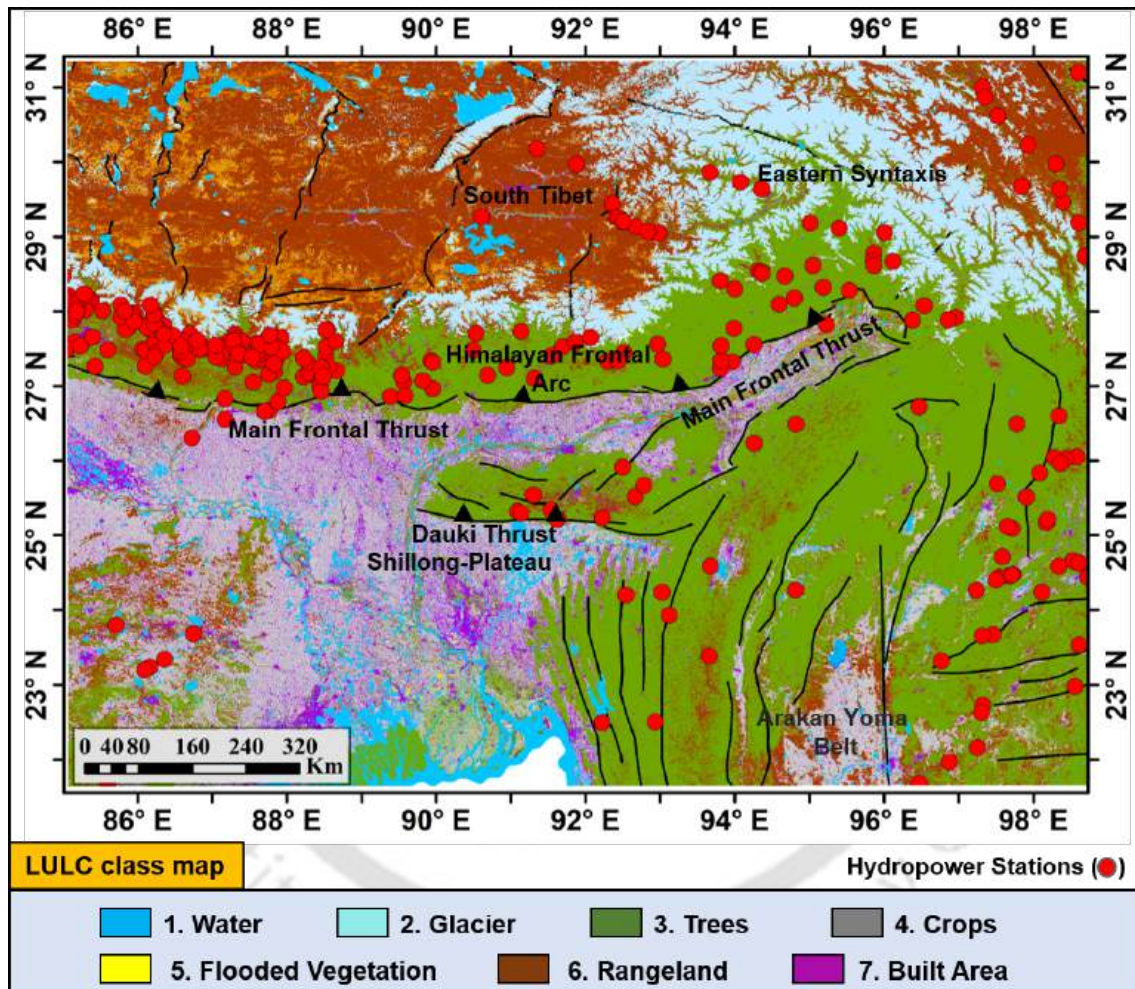 86° E 88° E 90° E 92° E 94° E 96° E 98° E
31° N
29° N
27° N
25° N
23° N
31° N
29° N
27° N
25° N
23° N
South Tibet
Eastern Syntaxis
Himalayan Frontal
Arc
Main Frontal Thrust
Main Frontal Thrust
Dauki Thrust
Shillong-Plateau
Arakan Yoma
Belt
0 40 80 160 240 320
Km
86° E 88° E 90° E 92° E 94° E 96° E 98° E
LULC class map
Hydropower Stations ( )
1. Water 2. Glacier 3. Trees 4. Crops
5. Flooded Vegetation 6. Rangeland 7. Built Area